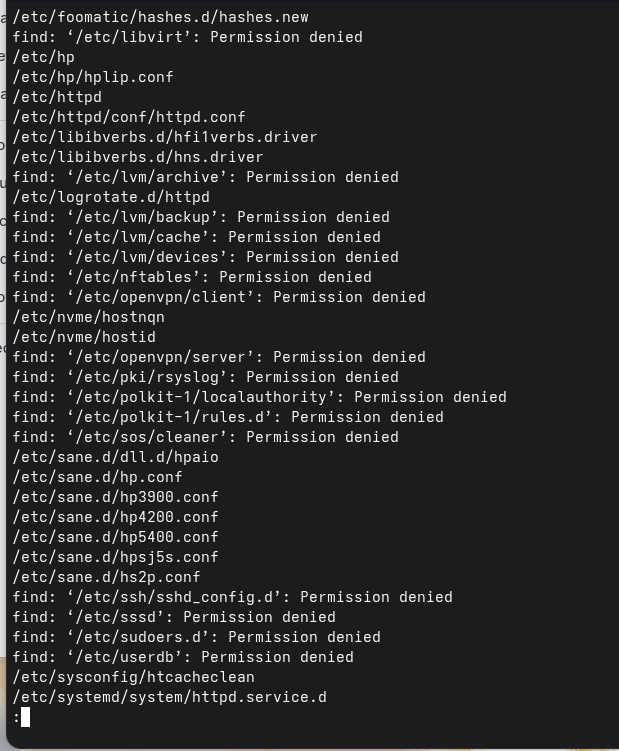 /etc/foomatic/hashes.d/hashes.new
find: ‘/etc/libvirt’: Permission denied
/etc/hp
/etc/hp/hplip.conf
/etc/httpd
/etc/httpd/conf/httpd.conf
/etc/libibverbs.d/hfi1verbs.driver
/etc/libibverbs.d/hns.driver
find: ‘/etc/lvm/archive’: Permission denied
/etc/logrotate.d/httpd
find: ‘/etc/lvm/backup’: Permission denied
find: ‘/etc/lvm/cache’: Permission denied
find: ‘/etc/lvm/devices’: Permission denied
find: ‘/etc/nftables’: Permission denied
find: ‘/etc/openvpn/client’: Permission denied
/etc/nvme/hostnqn
/etc/nvme/hostid
find: ‘/etc/openvpn/server’: Permission denied
find: ‘/etc/pki/rsyslog’: Permission denied
find: ‘/etc/polkit-1/localauthority’: Permission denied
find: ‘/etc/polkit-1/rules.d’: Permission denied
find: ‘/etc/sos/cleaner’: Permission denied
/etc/sane.d/dll.d/hpaio
/etc/sane.d/hp.conf
/etc/sane.d/hp3900.conf
/etc/sane.d/hp4200.conf
/etc/sane.d/hp5400.conf
/etc/sane.d/hpsj5s.conf
/etc/sane.d/hs2p.conf
find: ‘/etc/ssh/sshd_config.d’: Permission denied
find: ‘/etc/sssd’: Permission denied
find: ‘/etc/sudoers.d’: Permission denied
find: ‘/etc/userdb’: Permission denied
/etc/sysconfig/htcacheclean
/etc/systemd/system/httpd.service.d
: